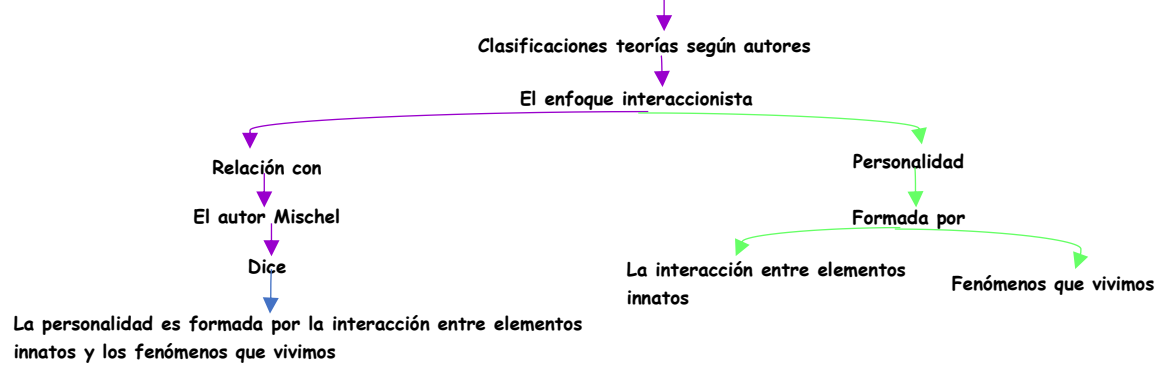 Clasificaciones teorías según autores
El enfoque interaccionista
Relación con
Personalidad
El autor Mischel
Formada por
Dice
La interacción entre elementos
innatos
Fenómenos que vivimos
La personalidad es formada por la interacción entre elementos
innatos y los fenómenos que vivimos